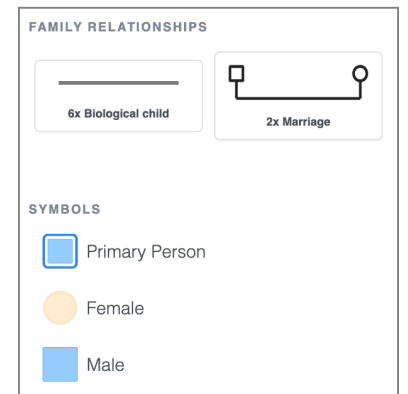 FAMILY RELATIONSHIPS
6x Biological child
2x Marriage
SYMBOLS
Primary Person
Female
Male